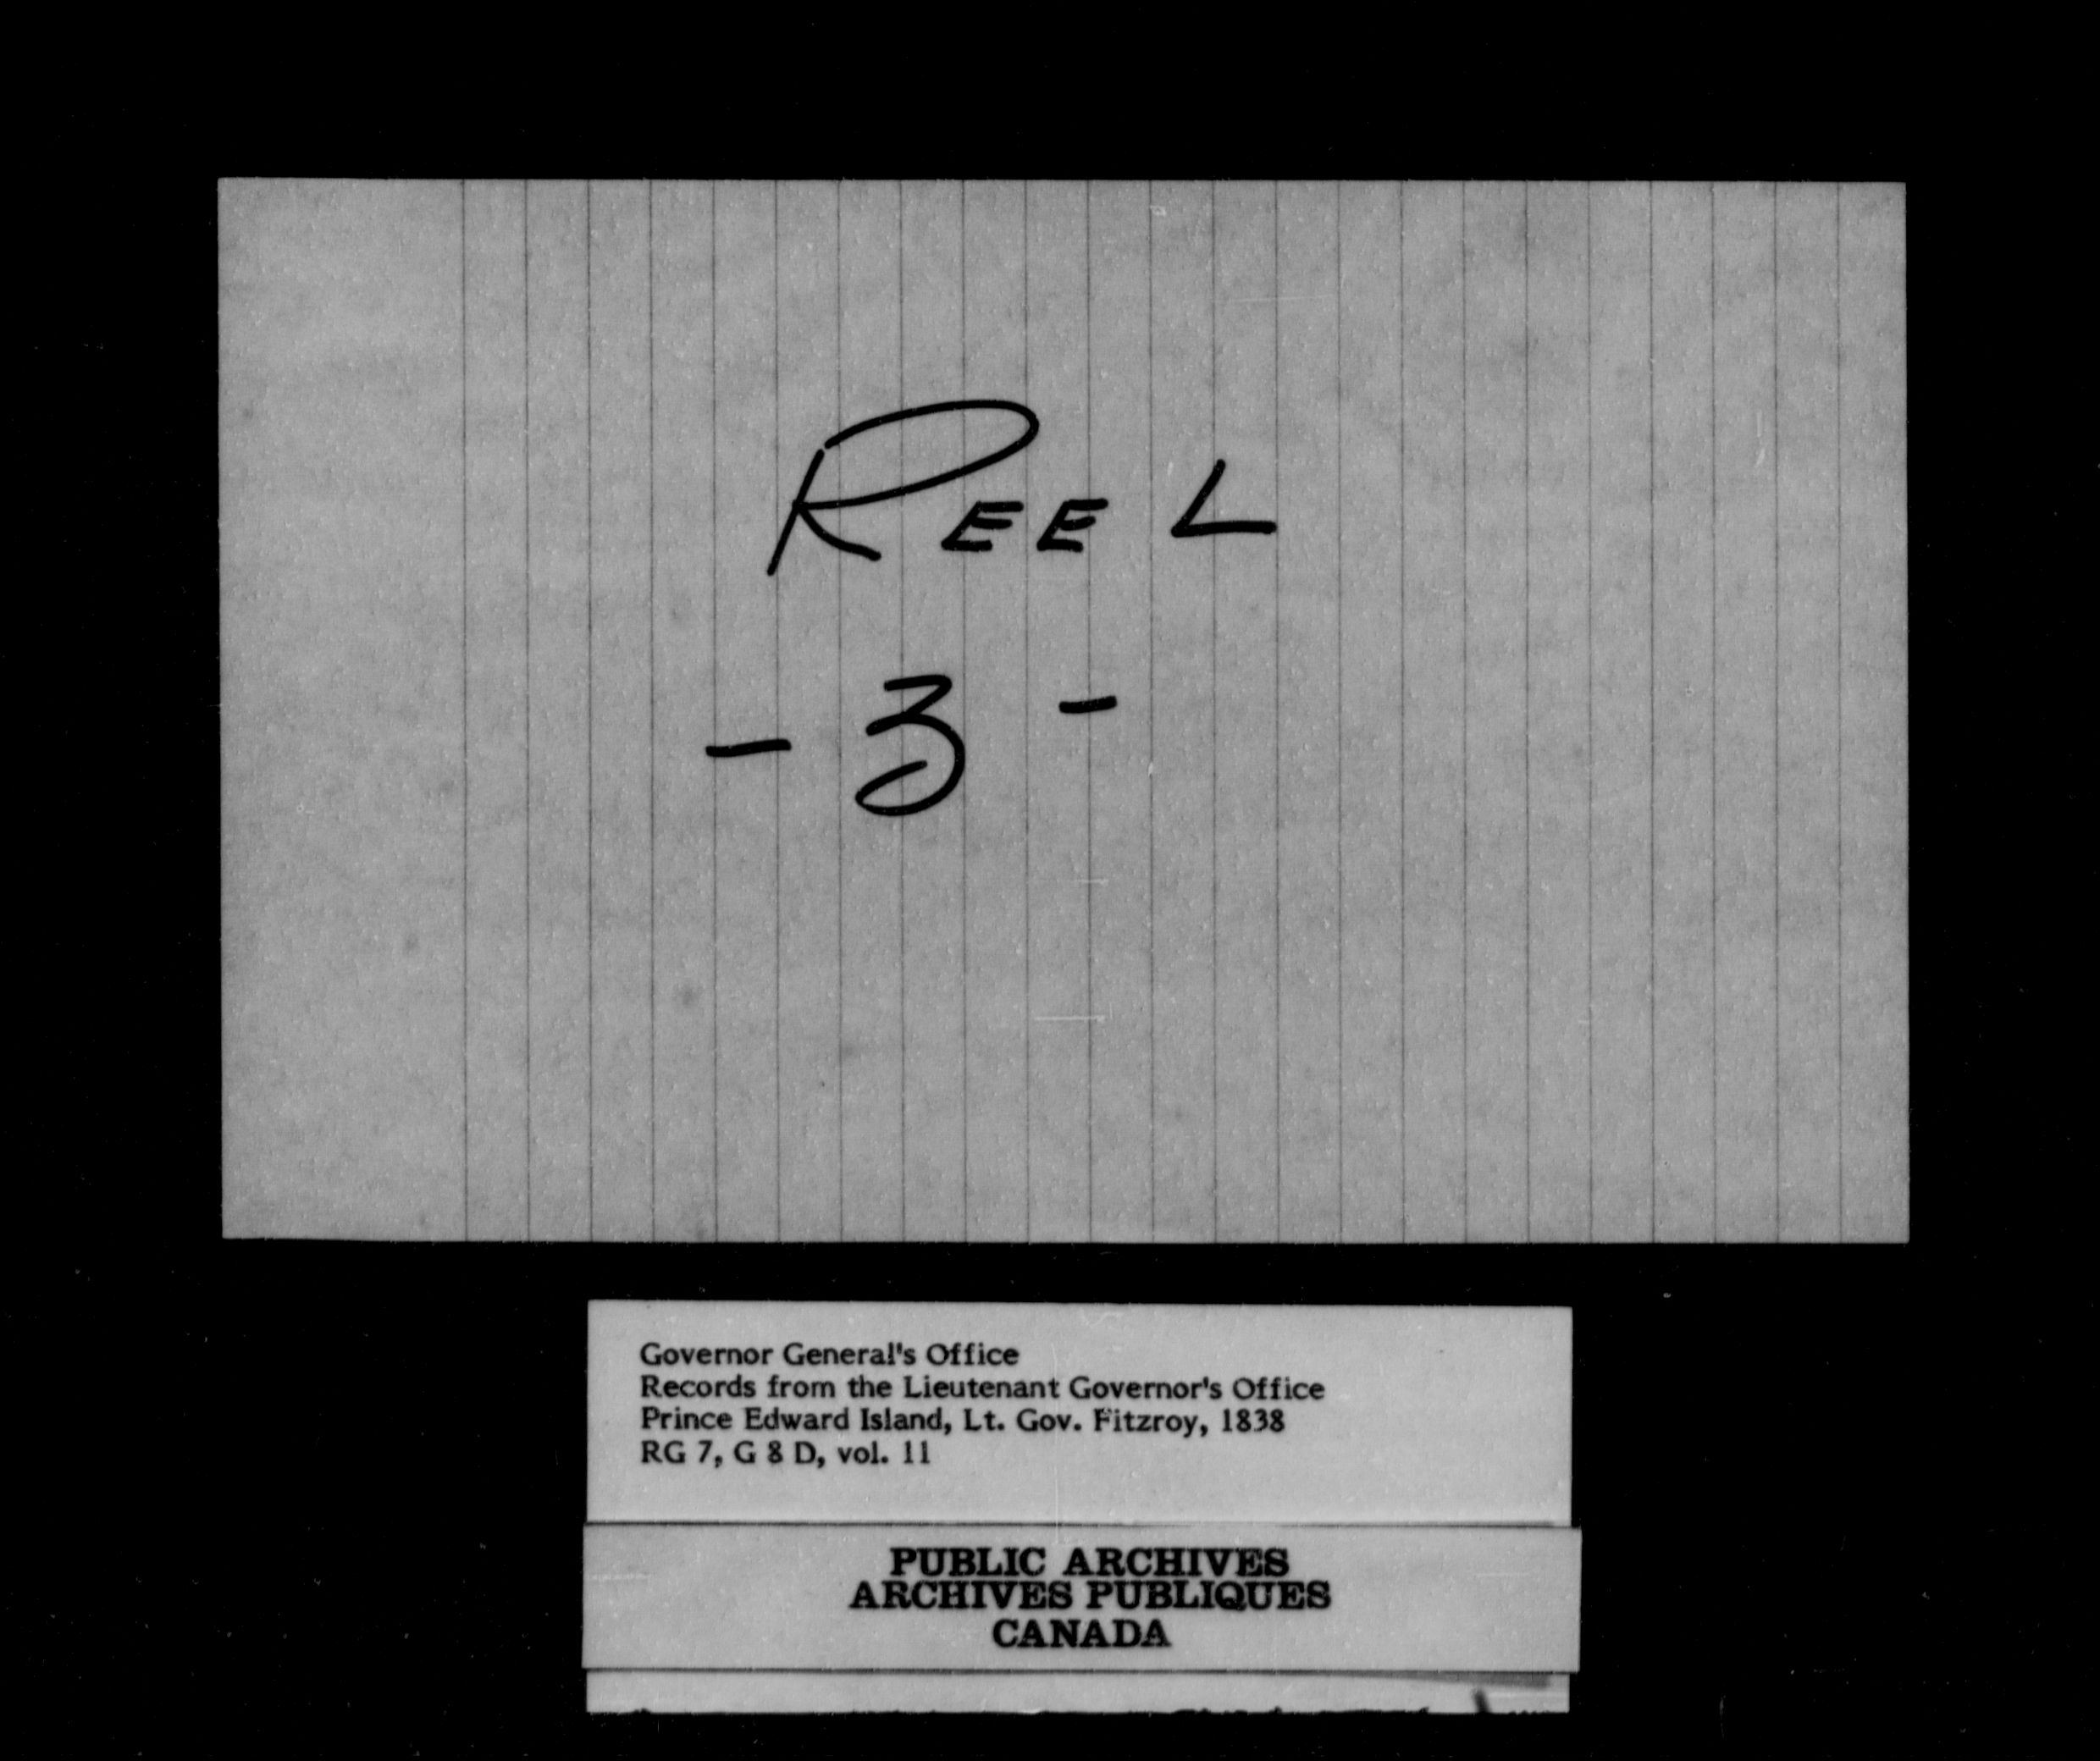 REEL
- 3 -
Governor General's Office
Records from the Lieutenant Governor's Office
Prince Edward Island, Lt. Gov. Fitzroy, 1838
RG 7, G 8 D, vol. 11
PUBLIC ARCHIVES
ARCHIVES PUBLIQUES
CANADA